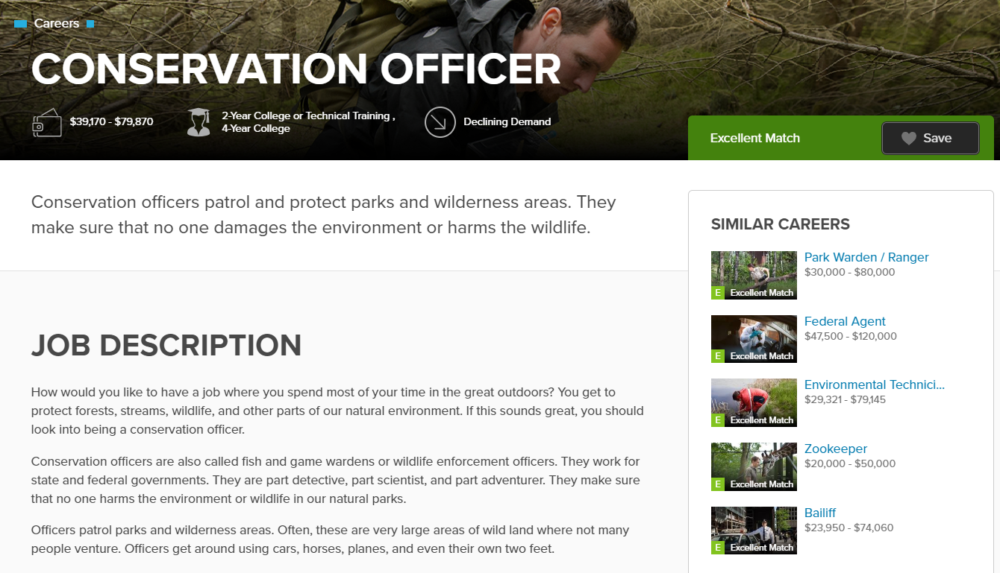 Careers
CONSERVATION OFFICER
$39,170 - $79,870
2-Year College or Technical Training ,
4-Year College
Declining Demand
Excellent Match
Save
Conservation officers patrol and protect parks and wilderness areas. They
make sure that no one damages the environment or harms the wildlife.
JOB DESCRIPTION
How would you like to have a job where you spend most of your time in the great outdoors? You get to
protect forests, streams, wildlife, and other parts of our natural environment. If this sounds great, you should
look into being a conservation officer.
Conservation officers are also called fish and game wardens or wildlife enforcement officers. They work for
state and federal governments. They are part detective, part scientist, and part adventurer. They make sure
that no one harms the environment or wildlife in our natural parks.
Officers patrol parks and wilderness areas. Often, these are very large areas of wild land where not many
people venture. Officers get around using cars, horses, planes, and even their own two feet.
SIMILAR CAREERS
Park Warden / Ranger
$30,000 - $80,000
E Excellent Match
Federal Agent
$47,500 - $120,000
E Excellent Match
Environmental Technici...
$29,321 - $79,145
E Excellent Match
Zookeeper
$20,000 - $50,000
E Excellent Match
Bailiff
$23,950 - $74,060
E Excellent Match